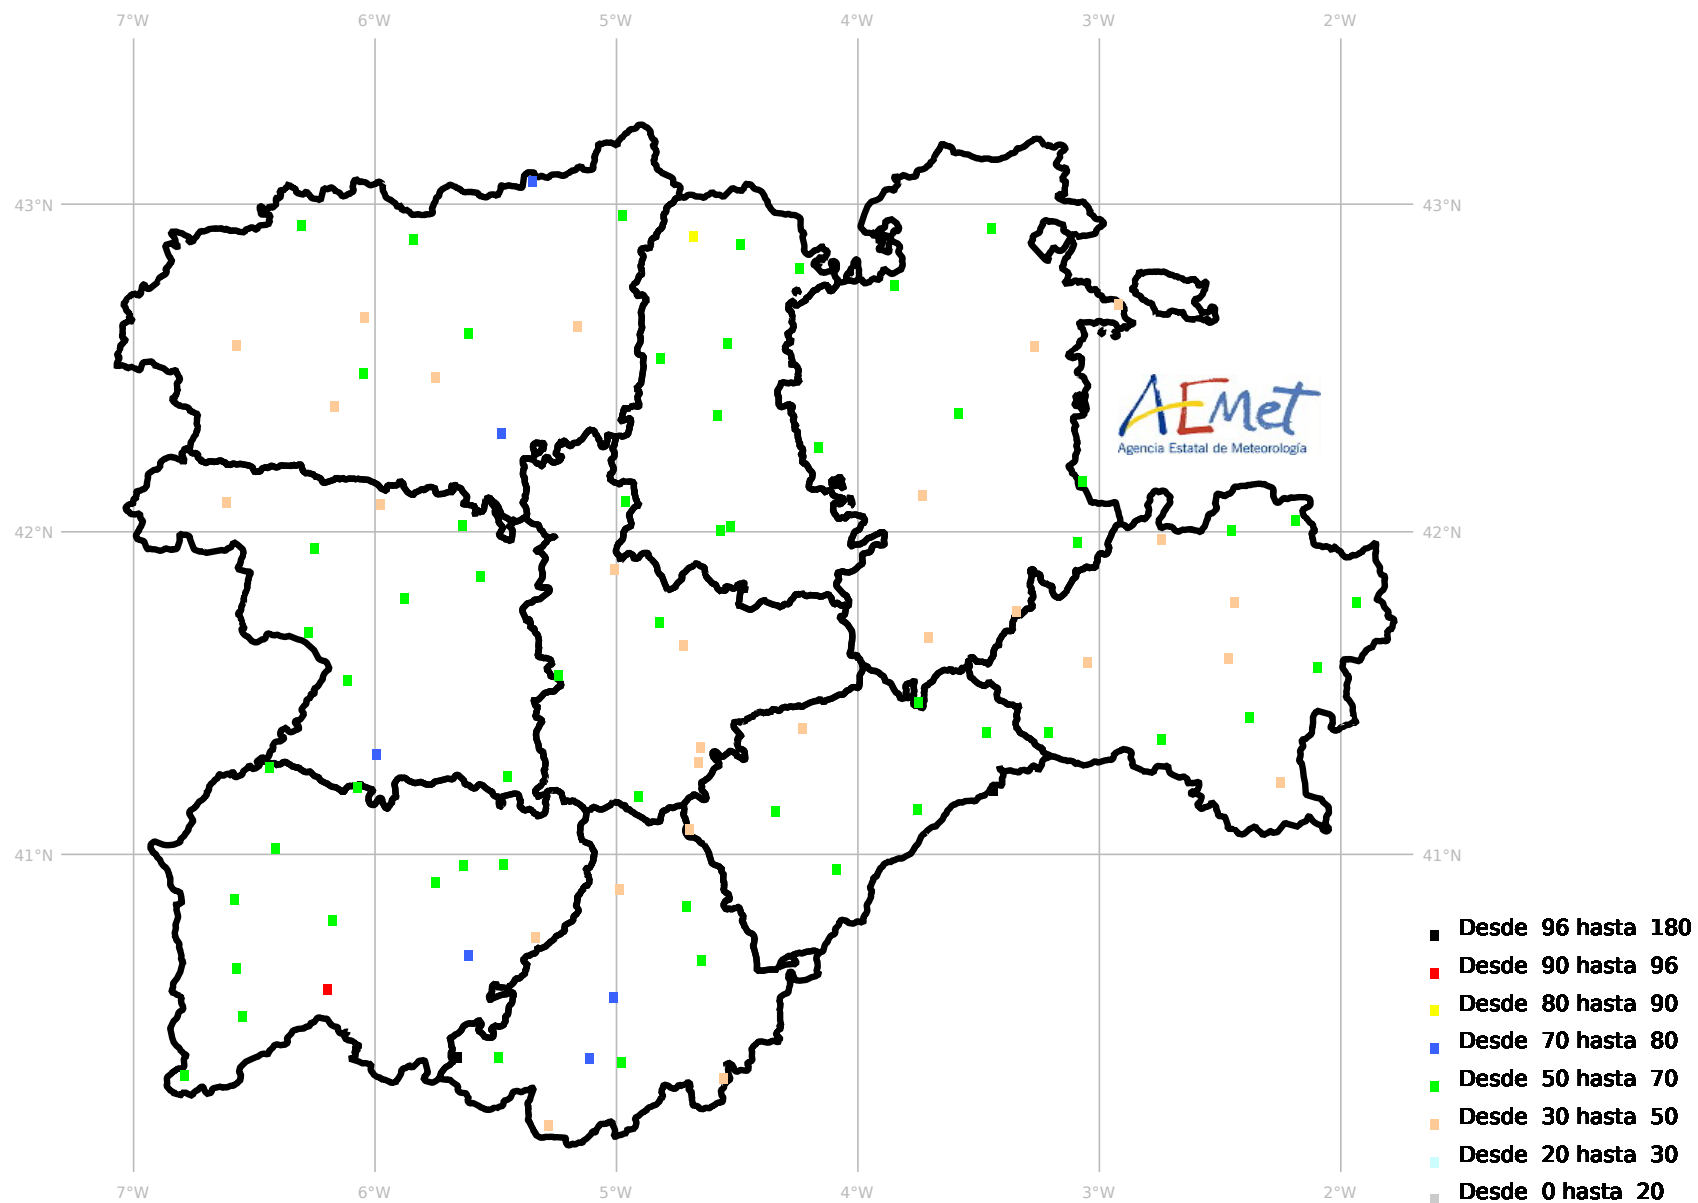 7°W 6°W 5°W 4°W 3°W 2°W
43°N 43°N
AEMet
Agencia Estatal de Meteorología
42°N 42°N
41°N 41°N
Desde 96 hasta 180
Desde 90 hasta 96
Desde 80 hasta 90
Desde 70 hasta 80
Desde 50 hasta 70
Desde 30 hasta 50
Desde 20 hasta 30
Desde 0 hasta 20
7°W 6°W 5°W 4°W 3°W 2°W